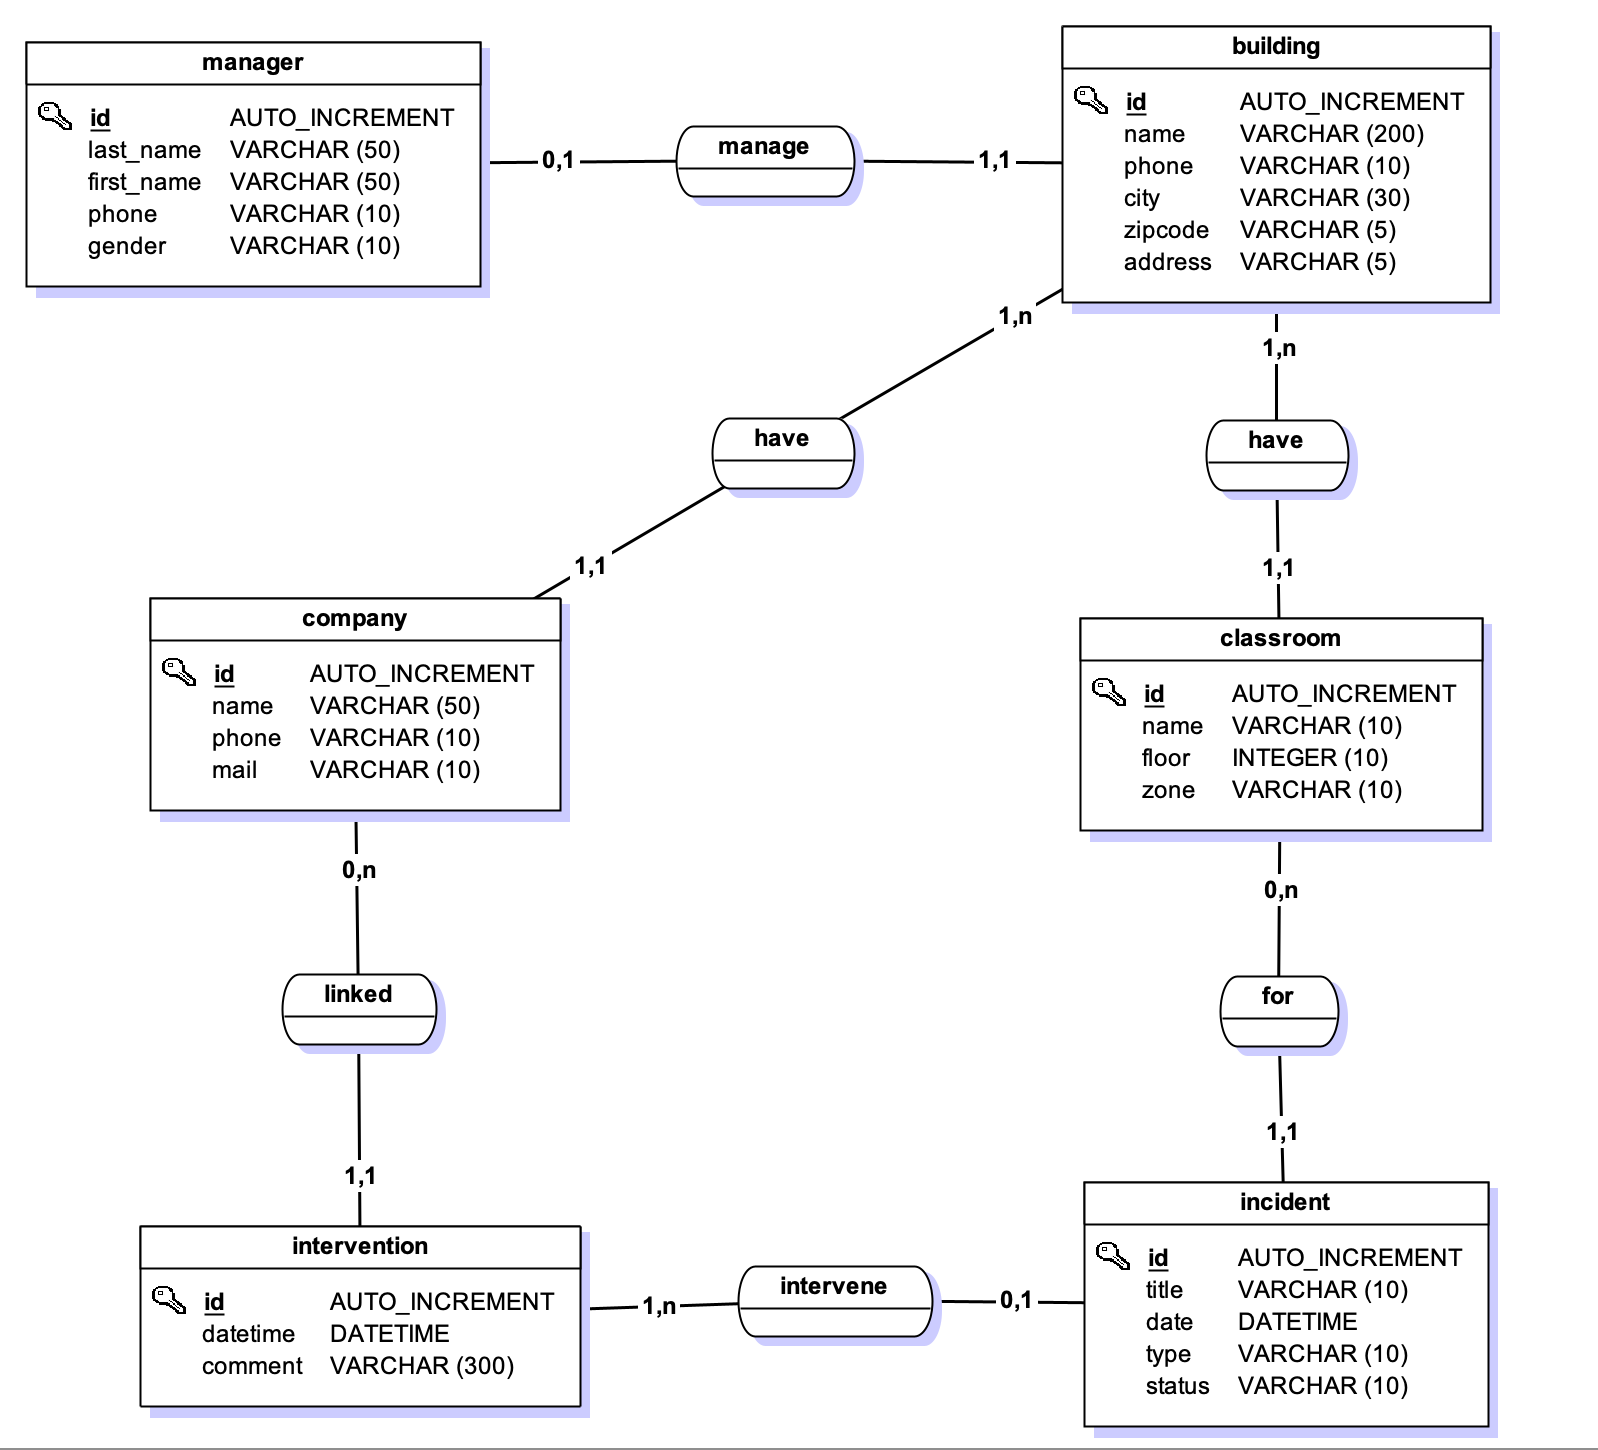 manager
id AUTO_INCREMENT
last_name VARCHAR (50)
first_name VARCHAR (50)
phone VARCHAR (10)
gender VARCHAR (10)
0,1
manage
1,1
building
id AUTO_INCREMENT
name VARCHAR (200)
phone VARCHAR (10)
city VARCHAR (30)
zipcode VARCHAR (5)
address VARCHAR (5)
1,n
have
1,1
1,n
have
1,1
company
id AUTO_INCREMENT
name VARCHAR (50)
phone VARCHAR (10)
mail VARCHAR (10)
classroom
id AUTO_INCREMENT
name VARCHAR (10)
floor INTEGER (10)
zone VARCHAR (10)
0,n
linked
1,1
0,n
for
1,1
intervention
id AUTO_INCREMENT
datetime DATETIME
comment VARCHAR (300)
1,n
intervene
0,1
incident
id AUTO_INCREMENT
title VARCHAR (10)
date DATETIME
type VARCHAR (10)
status VARCHAR (10)